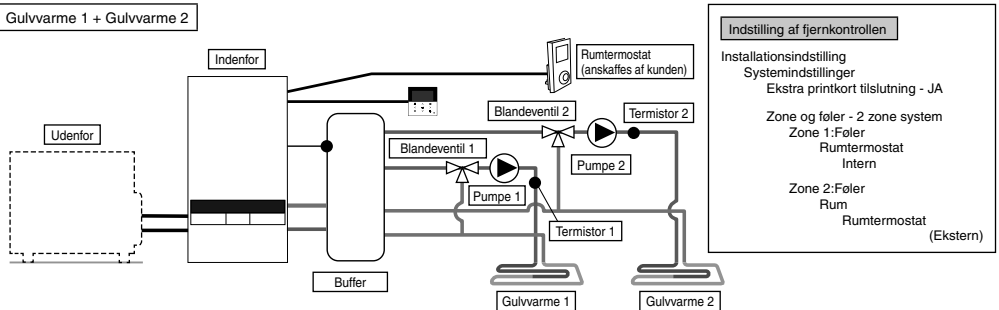 Gulvvarme 1 + Gulvvarme 2
Indenfor
Udenfor
Rumtermostat
(anskaffes af kunden)
Blandeventil 2
Termistor 2
Blandeventil 1
Pumpe 2
Pumpe 1
Termistor 1
Buffer
Gulvvarme 1
Gulvvarme 2
Indstilling af fjernkontrollen
Installationsindstilling
Systemindstillinger
Ekstra printkort tilslutning - JA
Zone og føler - 2 zone system
Zone 1:Føler
Rumtermostat
Intern
Zone 2:Føler
Rum
Rumtermostat
(Ekstern)